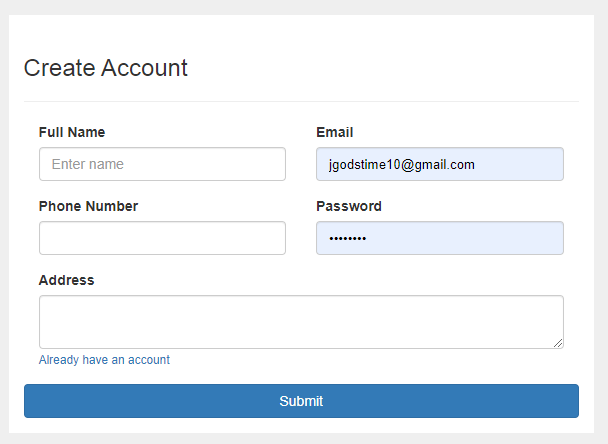 Create Account
Full Name
Email
Enter name
jgodstime10@gmail.com
Phone Number
Password
••••••••
Address
Already have an account
Submit